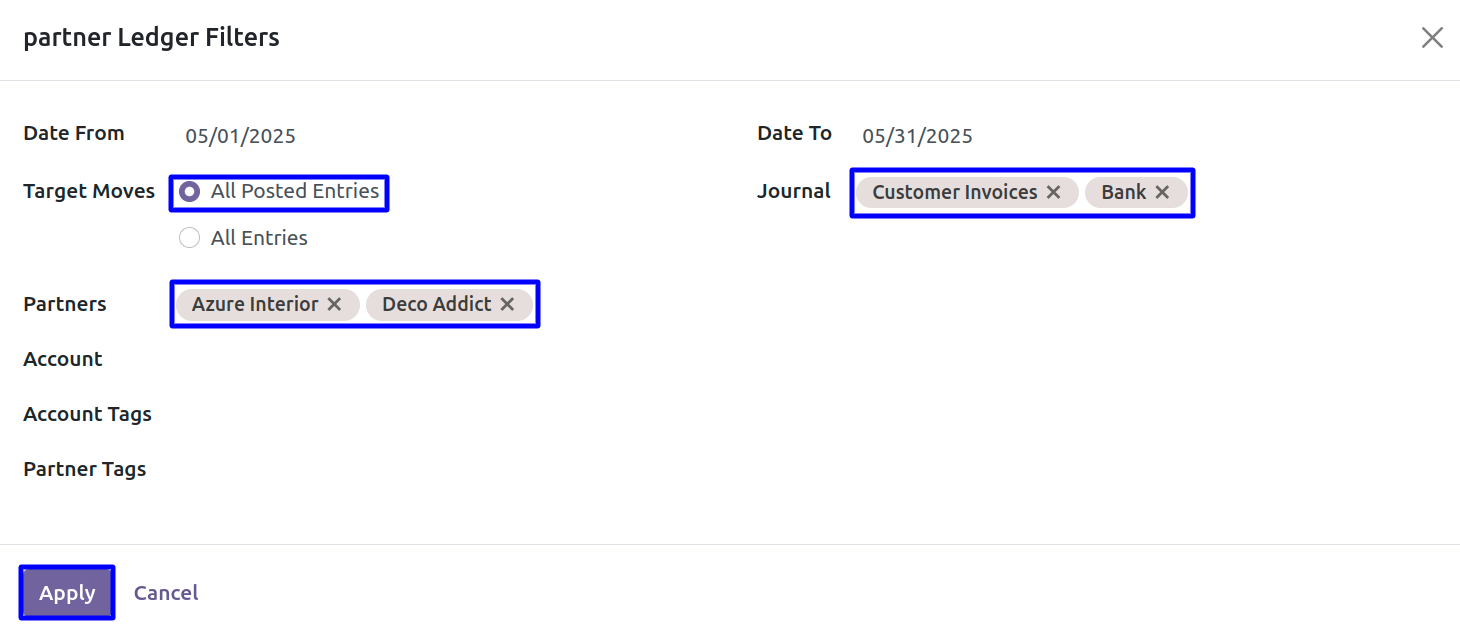 partner Ledger Filters
Date From 05/01/2025 Date To 05/31/2025
Target Moves All Posted Entries Journal Customer Invoices Bank
All Entries
Partners Azure Interior Deco Addict
Account
Account Tags
Partner Tags
Apply Cancel